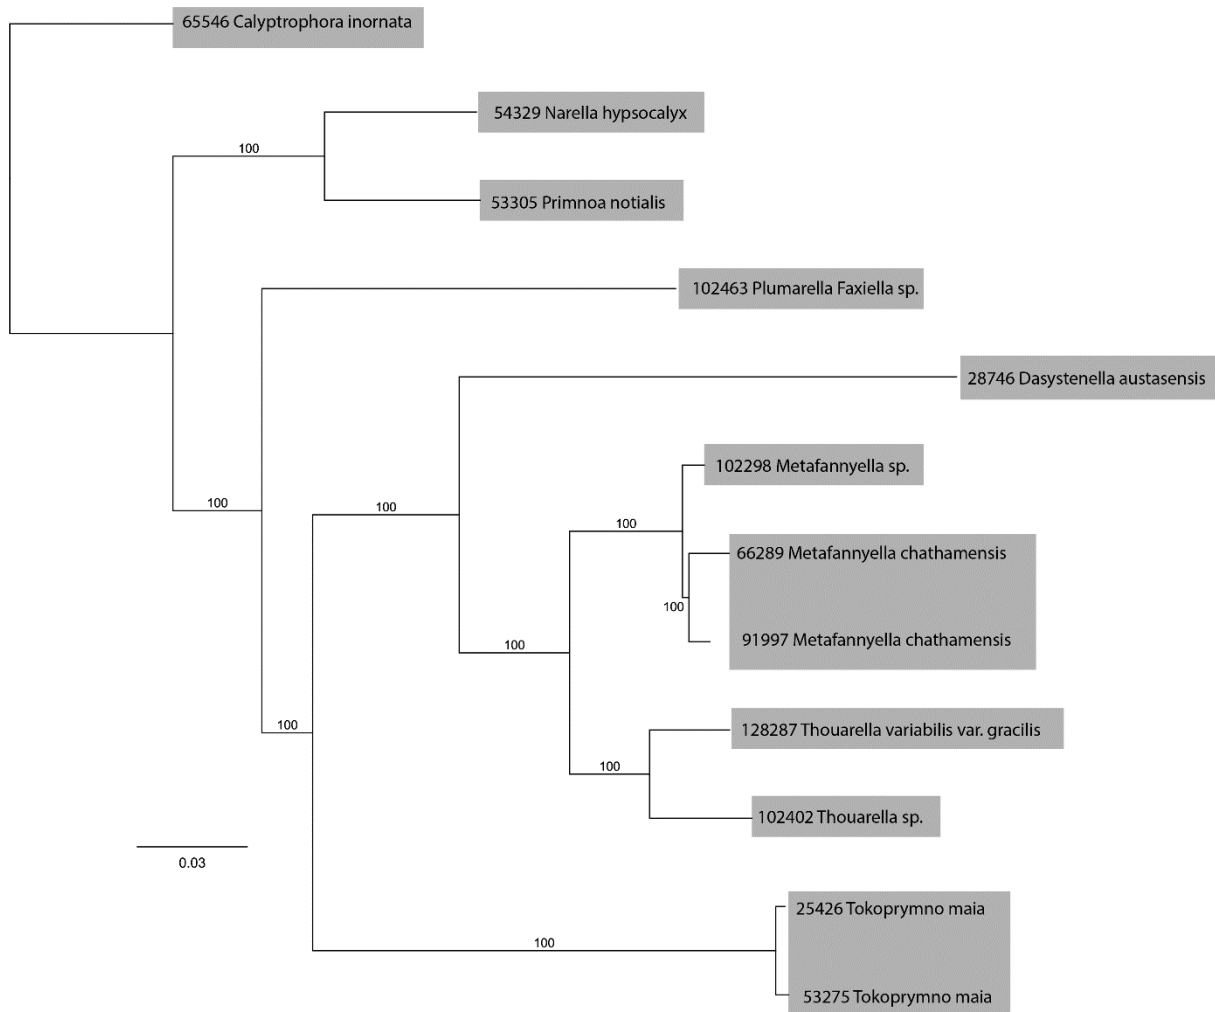 65546 Calyptrophora inornata
54329 Narella hypsocalyx
100
53305 Primnoa notialis
102463 Plumarella Faxiella sp.
28746 Dasystenella austasensis
102298 Metafannyella sp.
100
100
100
66289 Metafannyella chathamensis
100
91997 Metafannyella chathamensis
100
128287 Thouarella variabilis var. gracilis
100
100
102402 Thouarella sp.
0.03
25426 Tokoprymno maia
100
53275 Tokoprymno maia